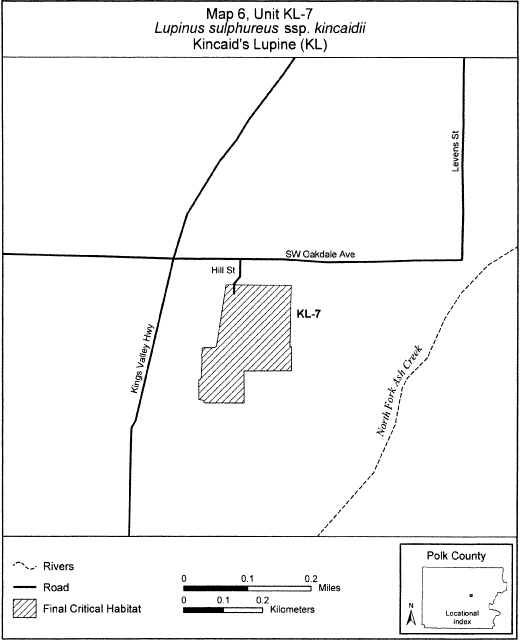 Map 6, Unit KL-7
Lupinus sulphureus ssp. kincaidii
Kincaid's Lupine (KL)
Levens St
SW Oakdale Ave
Hill St
KL-7
Kings Valley Hwy
North Fork Ash Creek
Rivers
Road
Final Critical Habitat
0 0.1 0.2
Miles
0 0.1 0.2
Kilometers
Polk County
N
Locational
Index